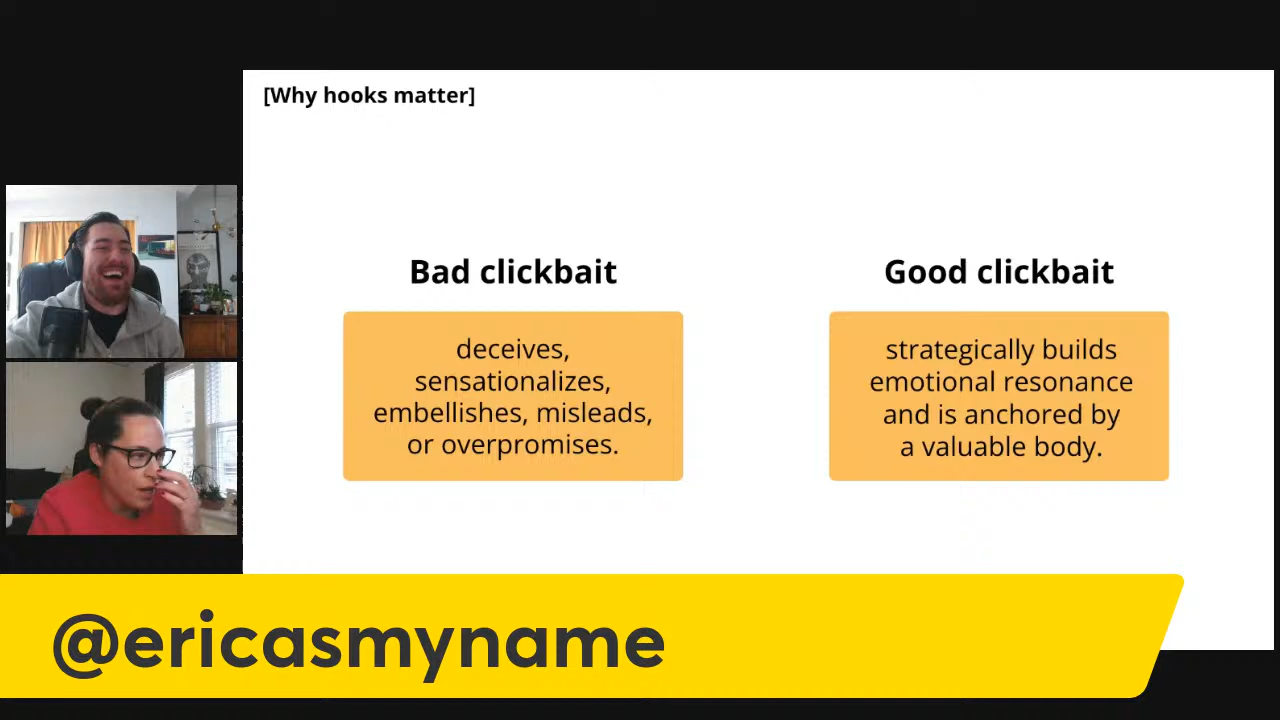 [Why hooks matter]
Bad clickbait
deceives,
sensationalizes,
embellishes, misleads,
or overpromises.
Good clickbait
strategically builds
emotional resonance
and is anchored by
a valuable body.
@ericasmyname